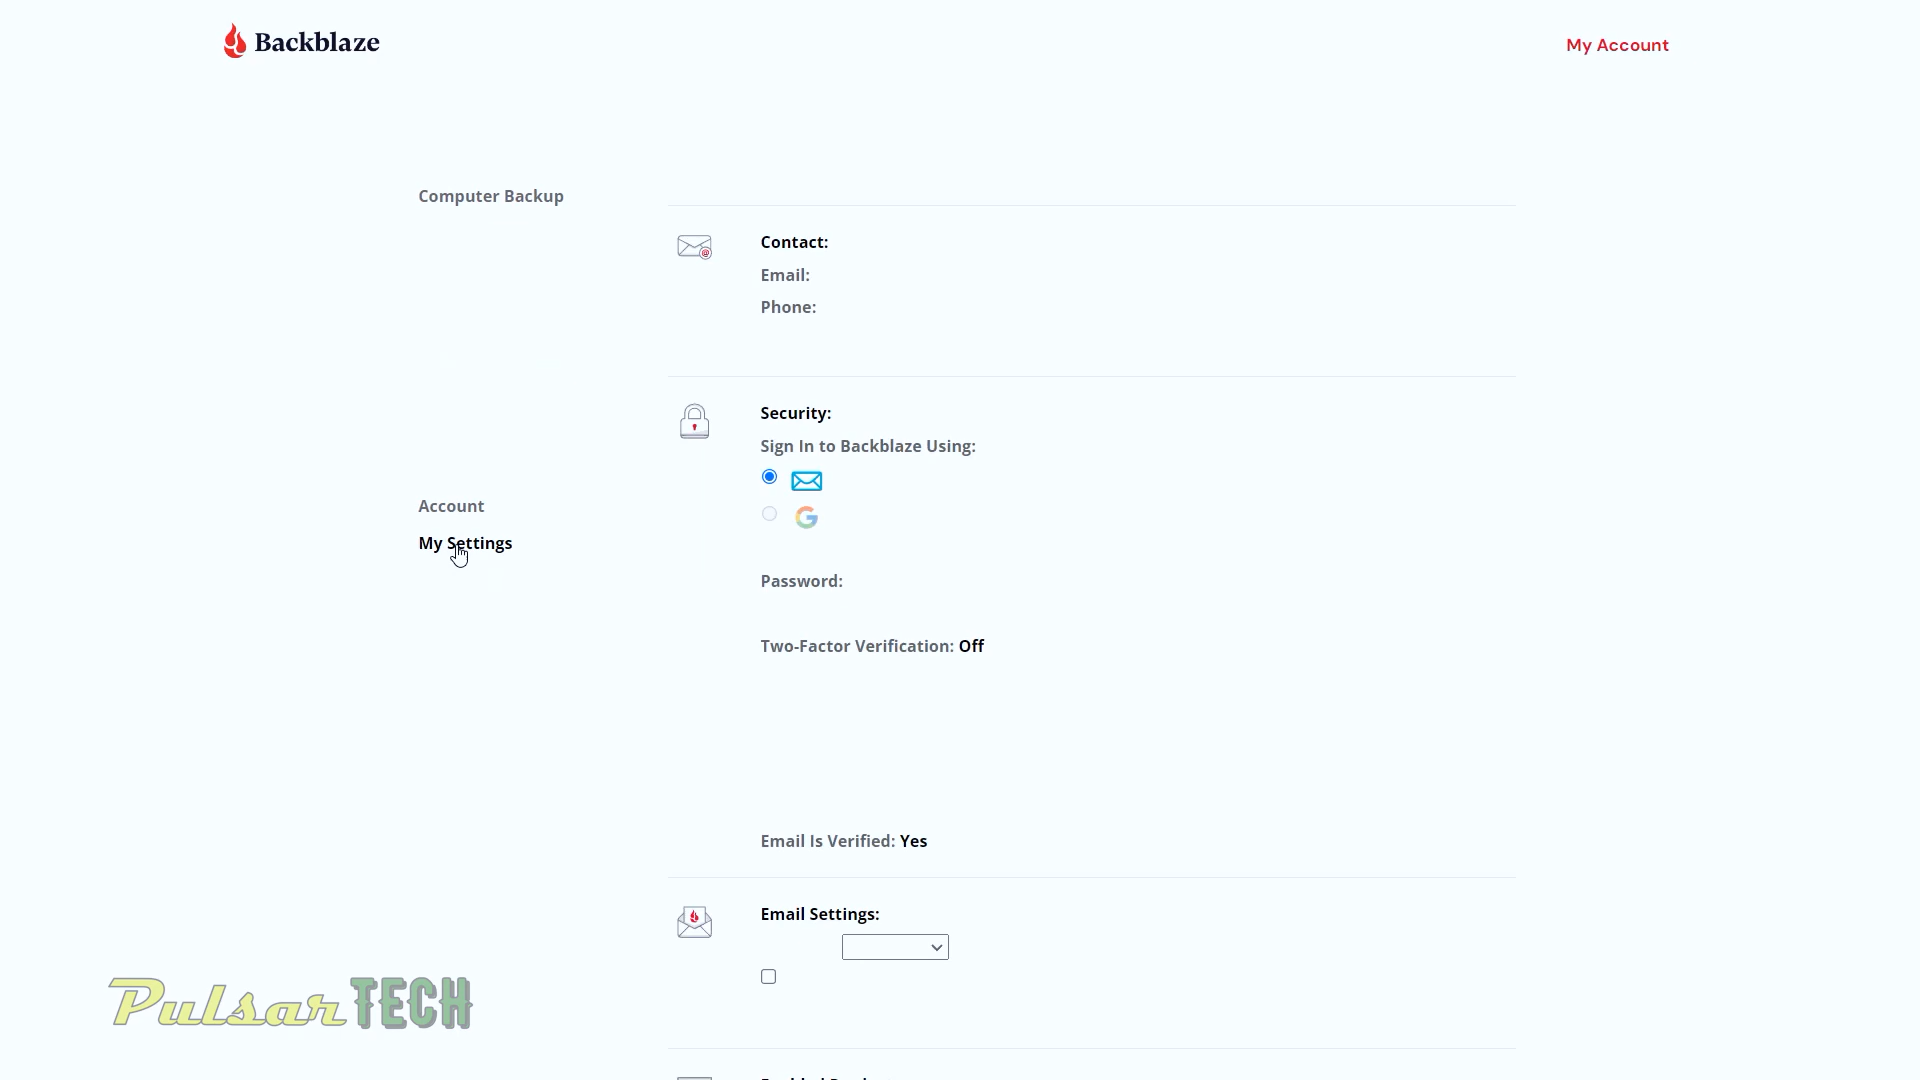 Backblaze
My Account
Computer Backup
Contact:
Email:
Phone:
Security:
Sign In to Backblaze Using:
Account
My Settings
Password:
Two-Factor Verification: Off
Email Is Verified: Yes
Email Settings:
PulsarTECH